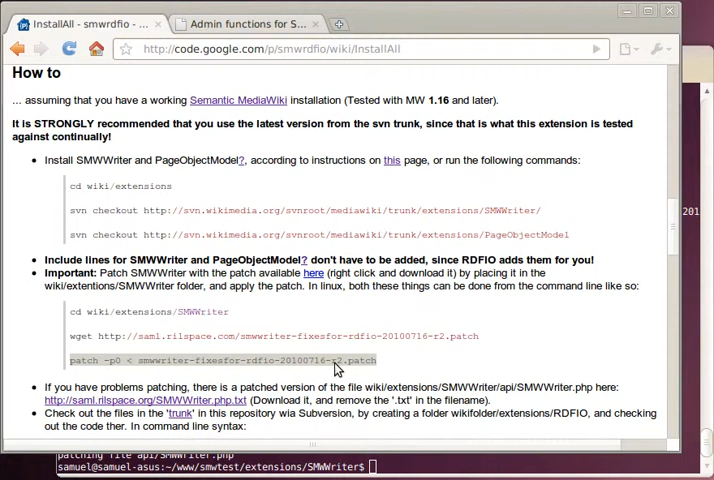 InstallAll - smwrdfio - ...
Admin functions for S...
http://code.google.com/p/smwrdfio/wiki/InstallAll
How to
... assuming that you have a working Semantic MediaWiki installation (Tested with MW 1.16 and later).
It is STRONGLY recommended that you use the latest version from the svn trunk, since that is what this extension is tested
against continually!
Install SMWWriter and PageObjectModel?, according to instructions on this page, or run the following commands:
cd wiki/extensions
svn checkout http://svn.wikimedia.org/svnroot/mediawiki/trunk/extensions/SMWWriter/
svn checkout http://svn.wikimedia.org/svnroot/mediawiki/trunk/extensions/PageObjectModel
Include lines for SMWWriter and PageObjectModel? don't have to be added, since RDFIO adds them for you!
Important: Patch SMWWriter with the patch available here (right click and download it) by placing it in the
wiki/extentions/SMWWriter folder, and apply the patch. In linux, both these things can be done from the command line like so:
cd wiki/extensions/SMWWriter
wget http://saml.rilspace.com/smwwriter-fixesfor-rdfio-20100716-r2.patch
patch -p0 < smwwriter-fixesfor-rdfio-20100716-r2.patch
If you have problems patching, there is a patched version of the file wiki/extensions/SMWWriter/api/SMWWriter.php here:
http://saml.rilspace.org/SMWWriter.php.txt (Download it, and remove the '.txt' in the filename).
Check out the files in the 'trunk' in this repository wia Subversion, by creating a folder wikifolder/extensions/RDFIO, and checking
out the code ther. In command line syntax:
201
patching file api/SMWWriter.php
samuel@samuel-asus:~/www/smwtest/extensions/SMWWriter$